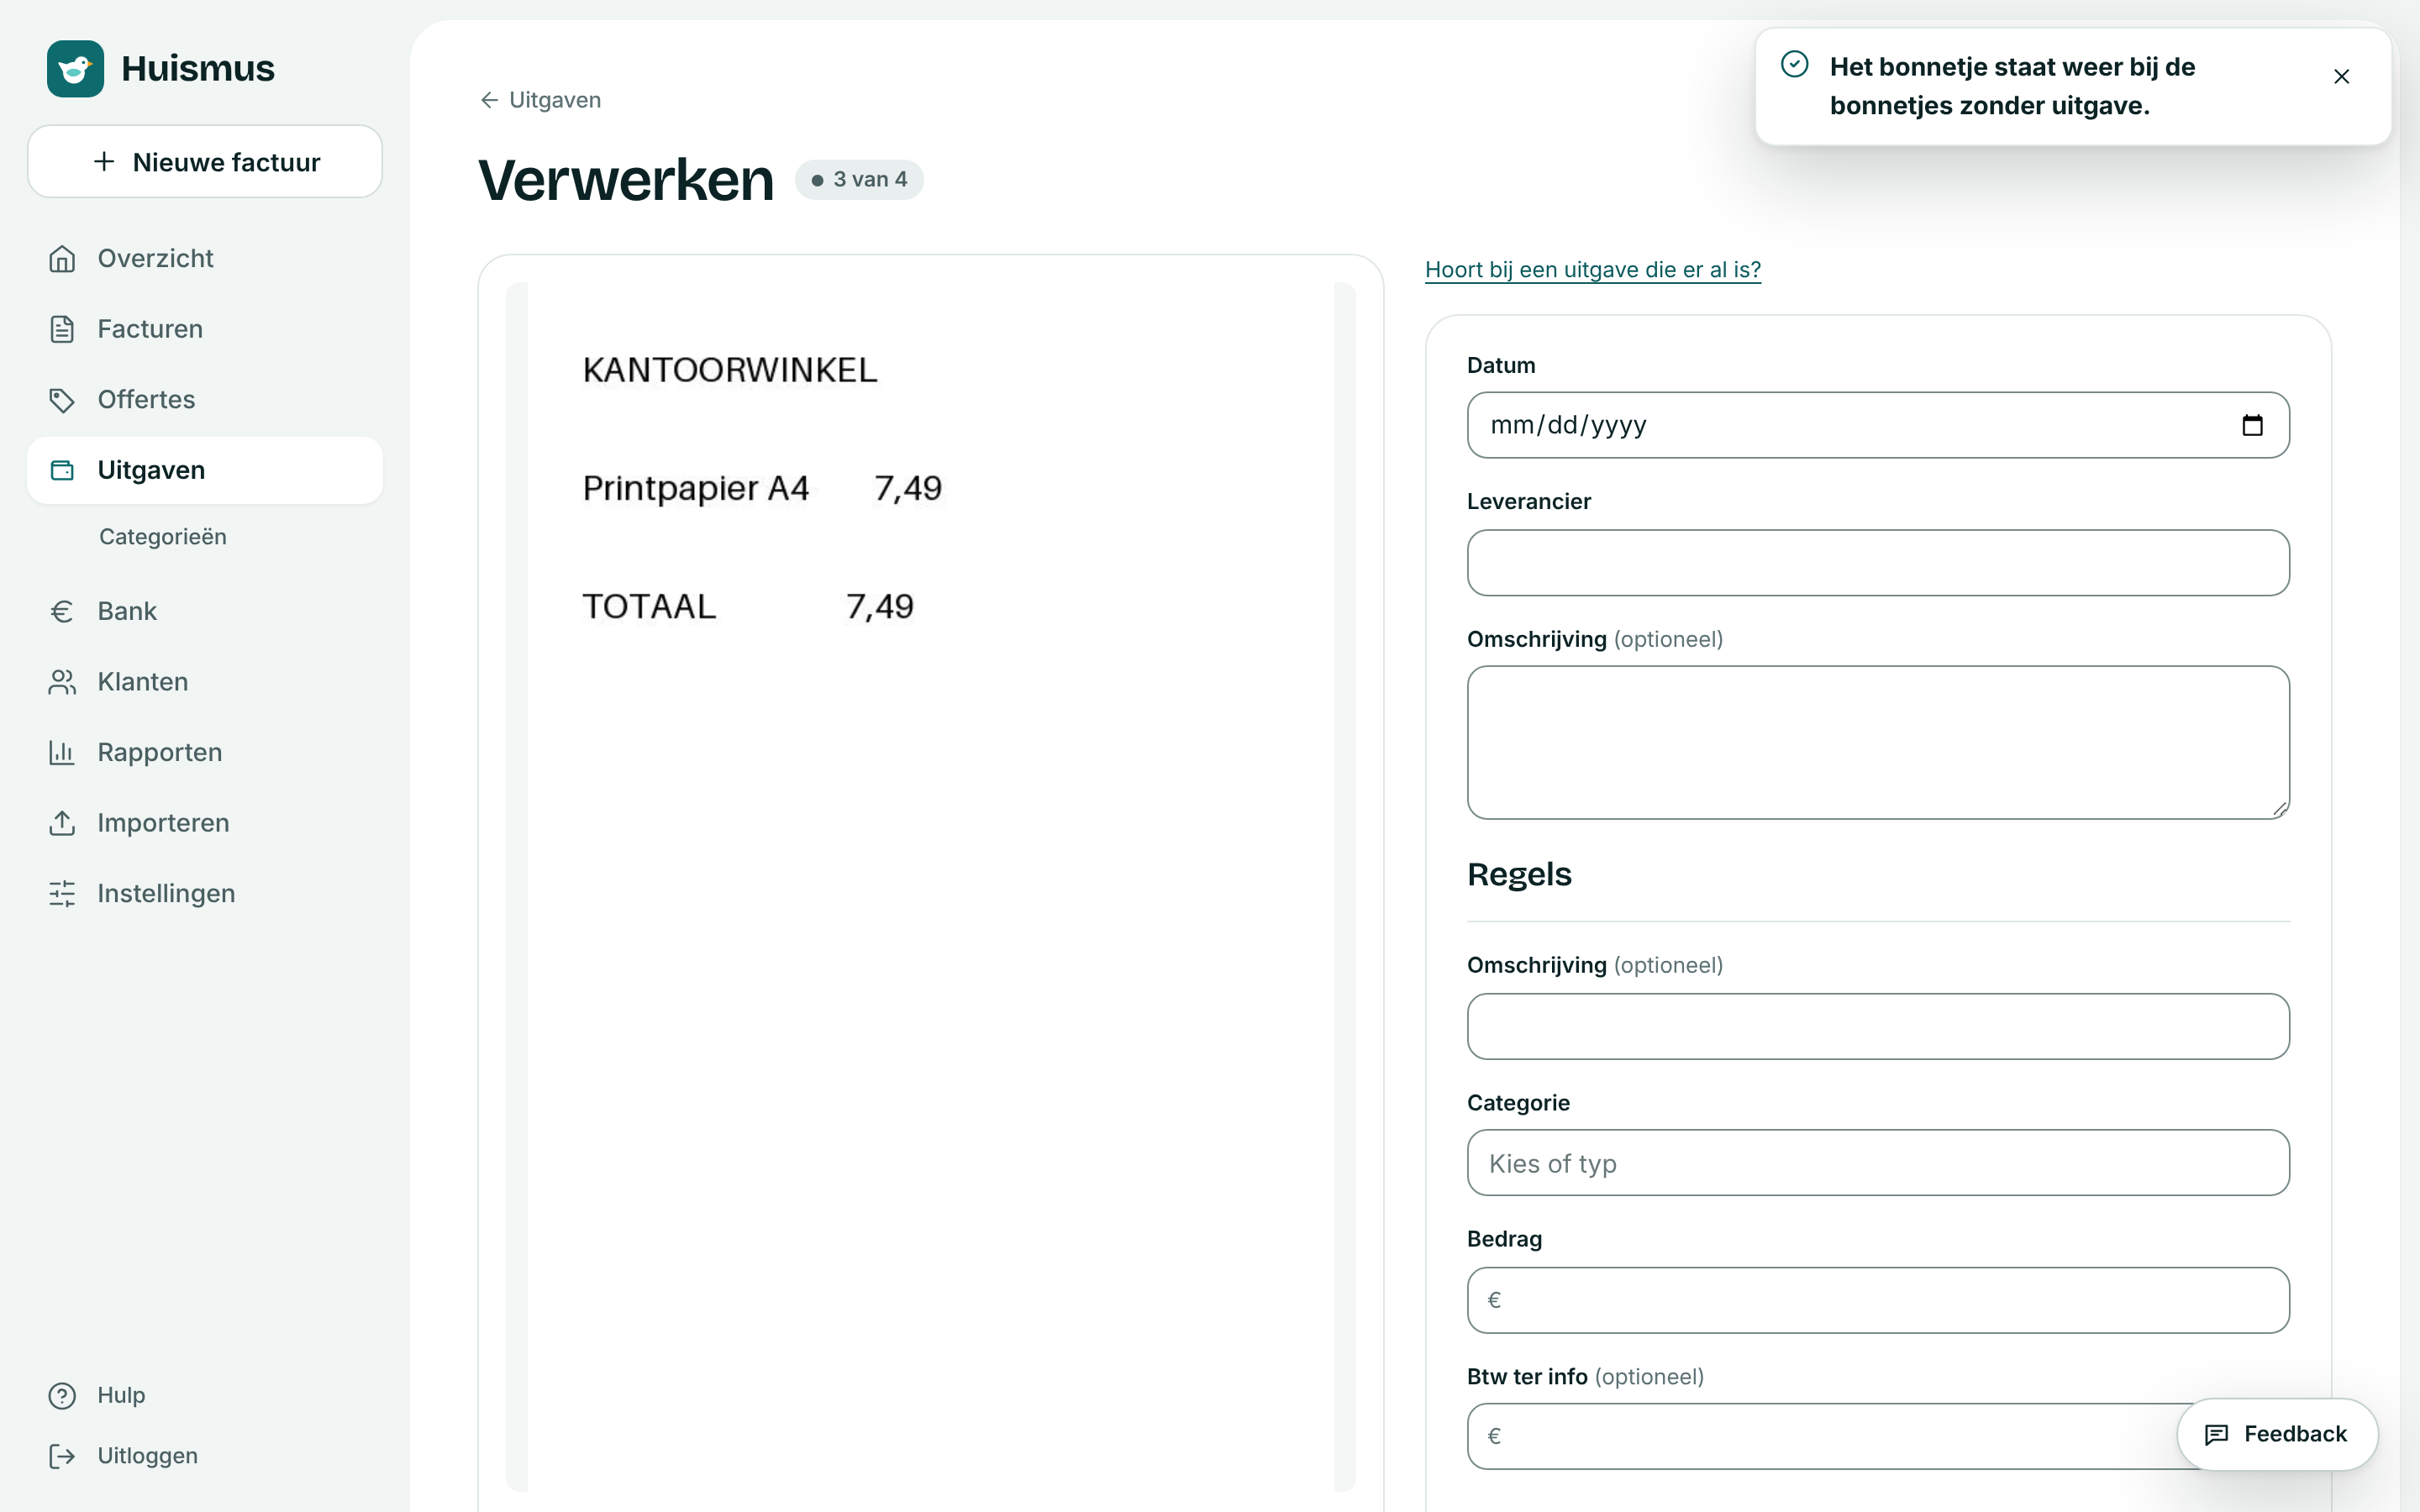 Huismus
Nieuwe factuur
Overzicht
Facturen
Offertes
Uitgaven
Categorieën
Bank
Klanten
Rapporten
Importeren
Instellingen
Hulp
Uitloggen
Uitgaven
Verwerken
3 van 4
KANTOORWINKEL
Printpapier A4 7,49
TOTAAL 7,49
Het bonnetje staat weer bij de
bonnetjes zonder uitgave.
Hoort bij een uitgave die er al is?
Datum
mm/dd/yyyy
Leverancier
Omschrijving (optioneel)
Regels
Omschrijving (optioneel)
Categorie
Kies of typ
Bedrag
€
Btw ter info (optioneel)
€
Feedback